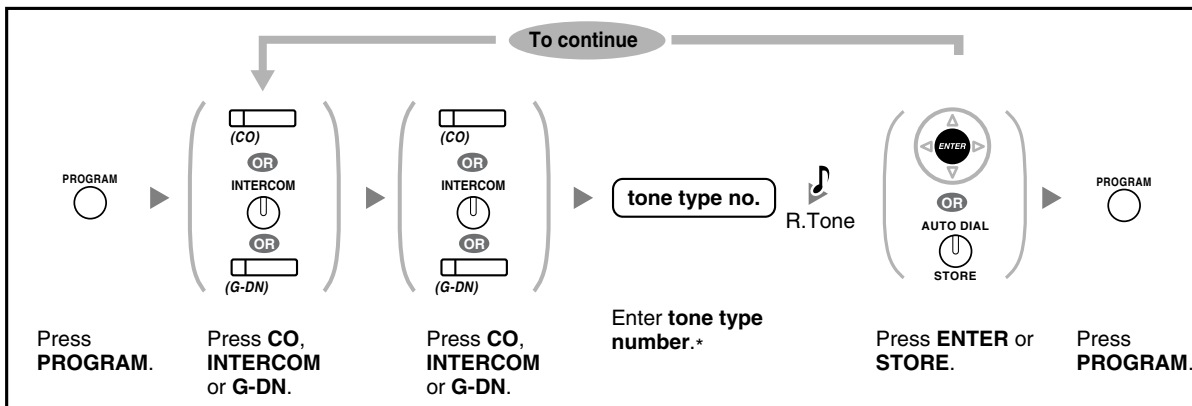 To continue
PROGRAM
(CO)
OR
INTERCOM
OR
(G-DN)
(CO)
OR
INTERCOM
OR
(G-DN)
tone type no.
R.Tone
ENTER
OR
AUTO DIAL
STORE
PROGRAM
Press
PROGRAM.
Press CO,
INTERCOM
or G-DN.
Press CO,
INTERCOM
or G-DN.
Enter tone type
number.*
Press ENTER or
STORE.
Press
PROGRAM.